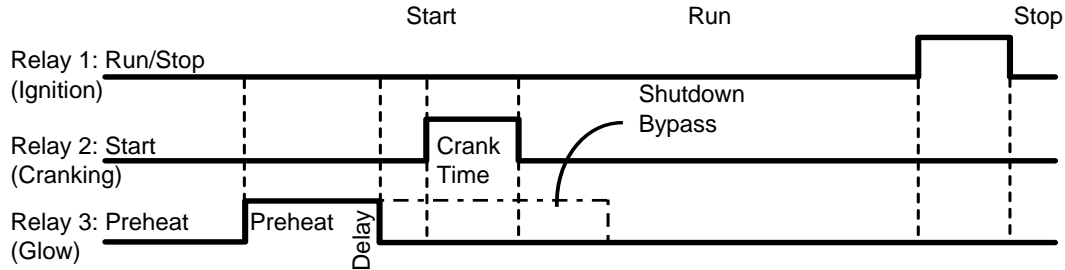 Start Run Stop
Relay 1: Run/Stop
(Ignition)
Shutdown
Bypass
Relay 2: Start
(Cranking)
Crank
Time
Relay 3: Preheat
(Glow)
Preheat
Delay